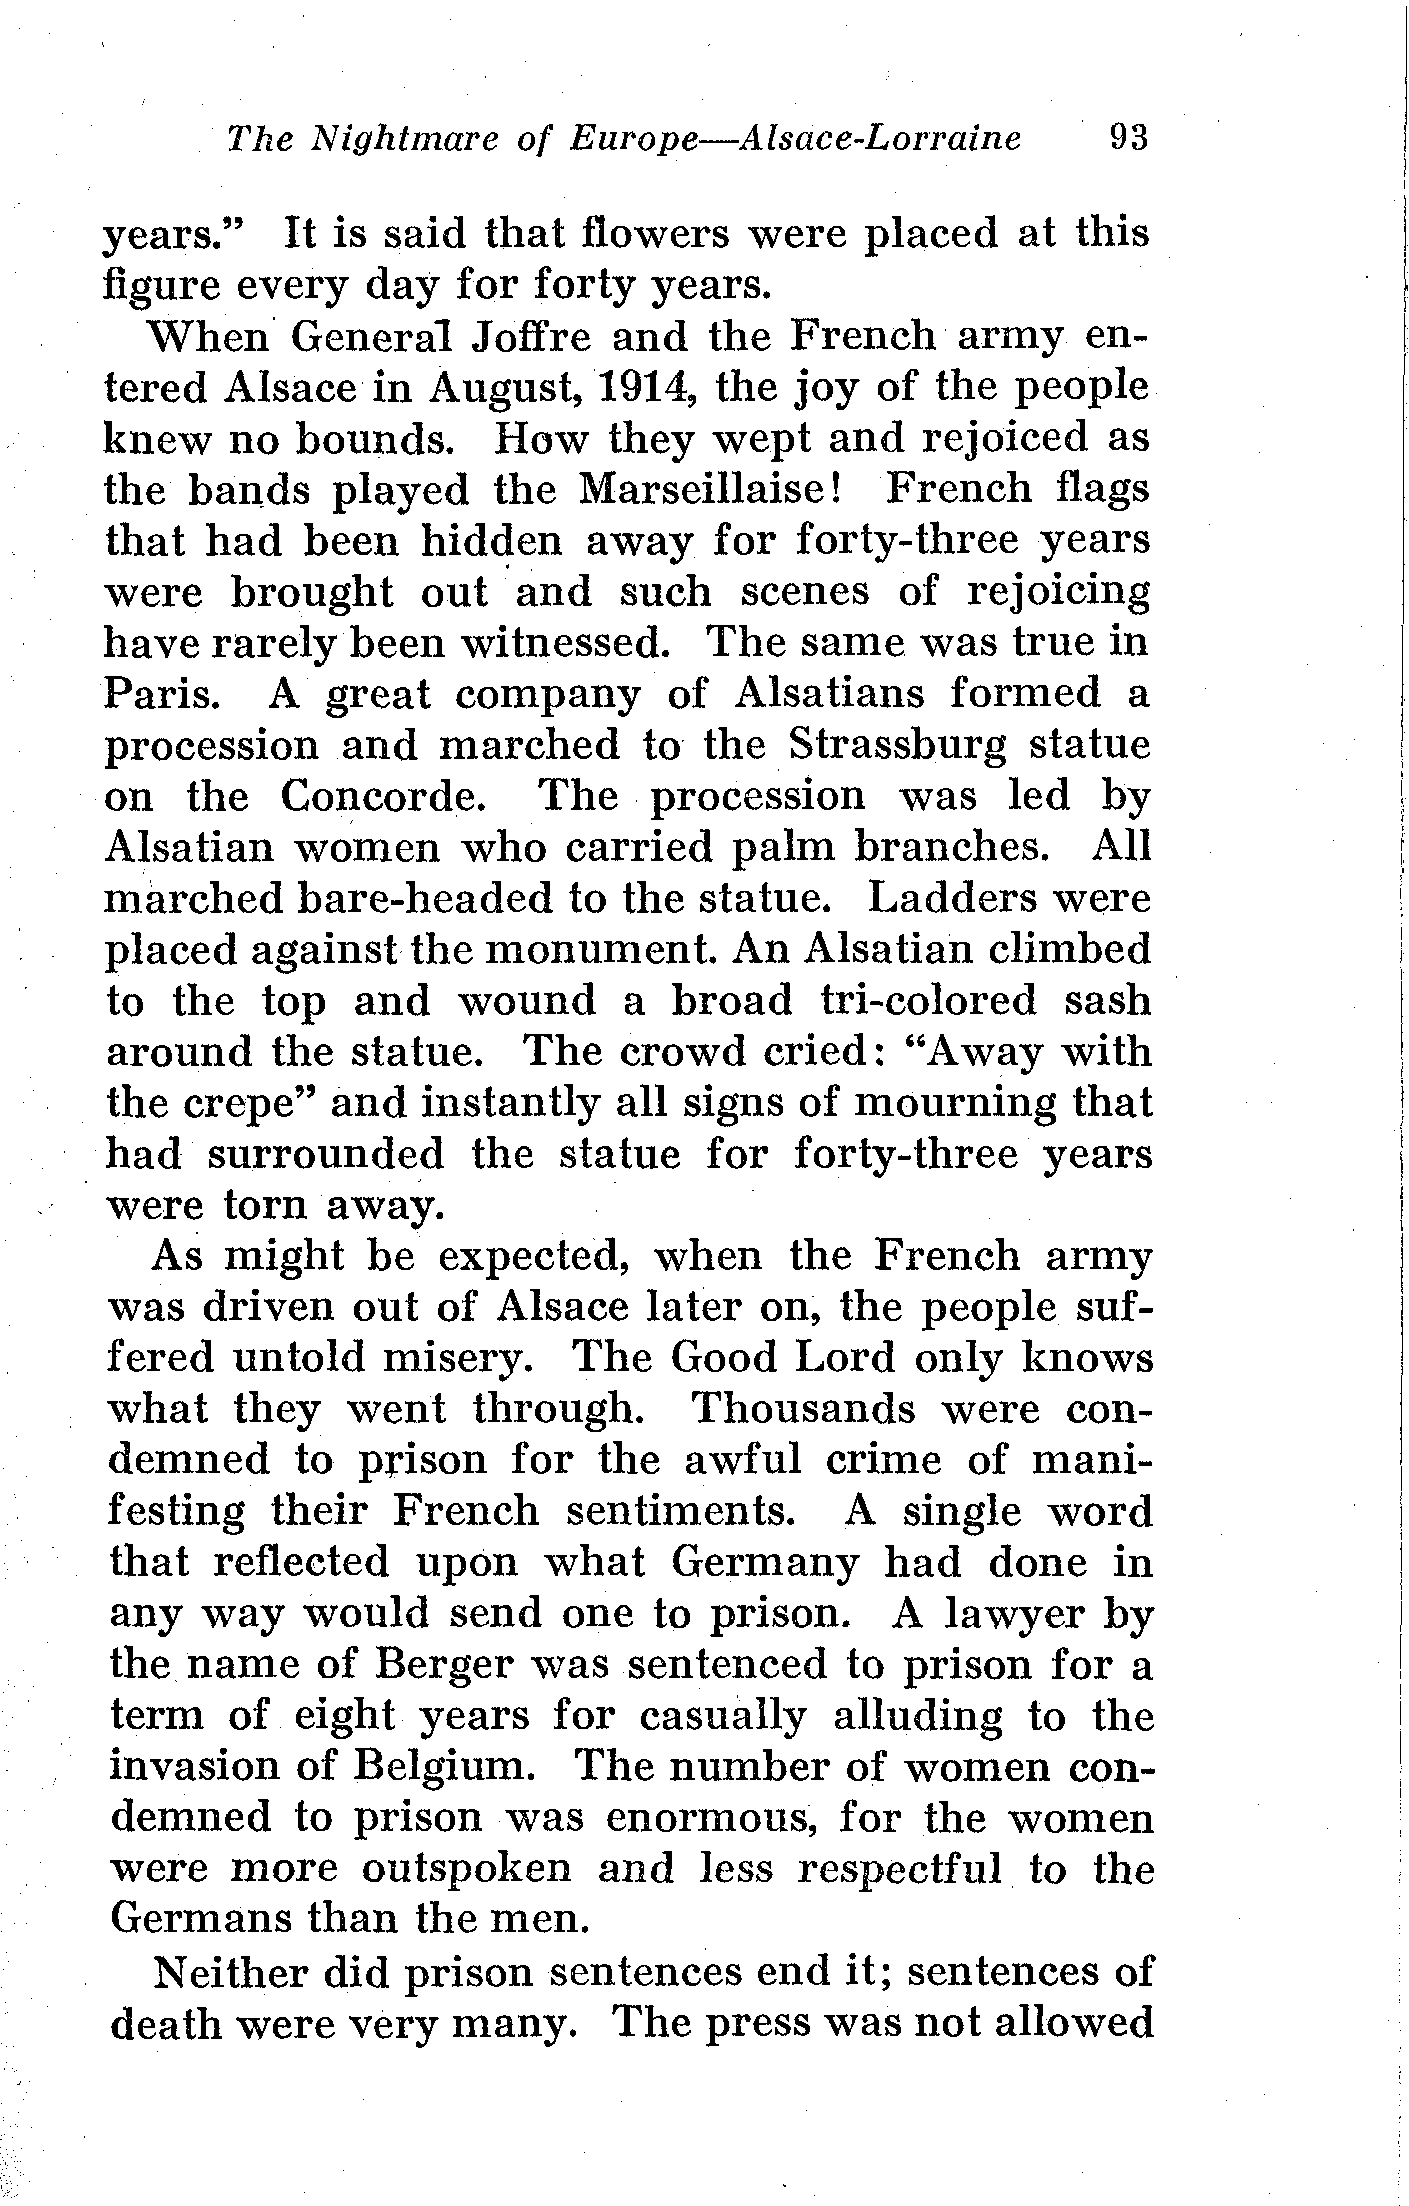 The Nightmare of Europe—Alsace-Lorraine 93
years." It is said that flowers were placed at this
figure every day for forty years.
When General Joffre and the French army en-
tered Alsace in August, 1914, the joy of the people
knew no bounds. How they wept and rejoiced as
the bands played the Marseillaise! French flags
that had been hidden away for forty-three years
were brought out and such scenes of rejoicing
have rarely been witnessed. The same was true in
Paris. A great company of Alsatians formed a
procession and marched to the Strassburg statue
on the Concorde. The procession was led by
Alsatian women who carried palm branches. All
marched bare-headed to the statue. Ladders were
placed against the monument. An Alsatian climbed
to the top and wound a broad tri-colored sash
around the statue. The crowd cried: "Away with
the crepe" and instantly all signs of mourning that
had surrounded the statue for forty-three years
were torn away.
As might be expected, when the French army
was driven out of Alsace later on, the people suf-
fered untold misery. The Good Lord only knows
what they went through. Thousands were con-
demned to prison for the awful crime of mani-
festing their French sentiments. A single word
that reflected upon what Germany had done in
any way would send one to prison. A lawyer by
the name of Berger was sentenced to prison for a
term of eight years for casually alluding to the
invasion of Belgium. The number of women con-
demned to prison was enormous, for the women
were more outspoken and less respectful to the
Germans than the men.
Neither did prison sentences end it; sentences of
death were very many. The press was not allowed